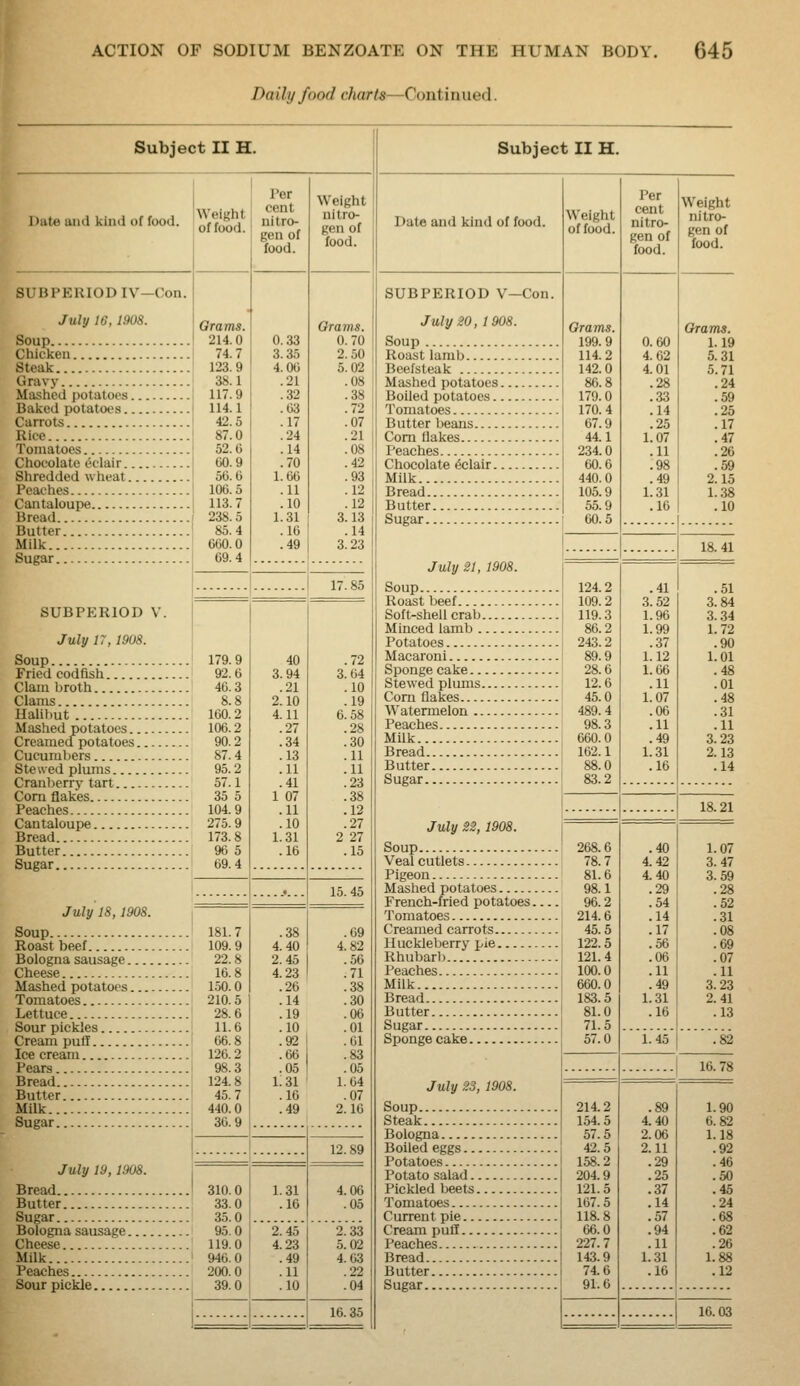 ACTION OF SODIUM BENZOATE ON THE HUMAN BODY. 645
Daily food charts—Continued.
Subject II H.
Date and kind of food. Weight of food. Per cent nitrogen of food. Weight nitrogen of food.
SUBPERIOD IV—Con.
July 16, 1908. Grams. Grams.
Soup 214.0 0.33 0.70
Chicken 74.7 3.35 2.50
Steak 123.9 4.06 5.02
Gravy 38.1 .21 .08
Mashed potatoes 117.9 .32 .38
Baked potatoes 114.1 .63 .72
Carrots 42.5 .17 .07
Rice 87.0 .24 .21
Tomatoes 52.6 .14 .08
Chocolate éclair 60.9 .70 .42
Shredded wheat 56.6 1.66 .93
Peaches 106.5 .11 .12
Cantaloupe 113.7 .10 .12
Bread 238.5 1.31 3.13
Butter 85.4 .16 .14
Milk 660.0 .49 3.23
Sugar 69.4
17.85
SUBPERIOD V.
July 17, 1908.
Soup 179.9 40 .72
Fried codfish 92.6 3.94 3.64
Clam broth 46.3 .21 .10
Clams 8.8 2.10 .19
Halibut 160.2 4.11 6.58
Mashed potatoes 106.2 .27 .28
Creamed potatoes 90.2 .34 .30
Cucumbers 87.4 .13 .11
Stewed plums 95.2 .11 .11
Cranberry tart 57.1 .41 .23
Corn flakes 35 5 1 07 .38
Peaches 104.9 .11 .12
Cantaloupe 275.9 .10 .27
Bread 173.8 1.31 2 27
Butter 96 5 .16 .15
Sugar 69.4
15.45
July 18, 1908.
Soup 181.7 .38 .69
Roast beef 109.9 4.40 4.82
Bologna sausage 22.8 2.45 .56
Cheese 16.8 4.23 .71
Mashed potatoes 150.0 .26 .38
Tomatoes 210.5 .14 .30
Lettuce 28.6 .19 .06
Sour pickles 11.6 .10 .01
Cream puff 66.8 .92 .61
Ice cream 126.2 .66 .83
Pears 98.3 .05 .05
Bread 124.8 1.31 1.64
Butter 45.7 .16 .07
Milk 440.0 .49 2.16
Sugar 36.9
12.89
July 19, 1908.
Bread 310.0 1.31 4.06
Butter 33.0 .16 .05
Sugar 35.0
Bologna sausage 95.0 2.45 2.33
Cheese 119.0 4.23 5.02
Milk 946.0 .49 4.63
Peaches 200.0 .11 .22
Sour pickle 39.0 .10 .04
16.35
Subject II H.
Date and kind of food. Weight of food. Per cent nitrogen of food. Weight nitrogen of food.
SUBPERIOD V—Con.
July 20, 1908. Grams. Grams.
Soup 199.9 0.60 1.19
Roast lamb 114.2 4.62 5.31
Beefsteak 142.0 4.01 5.71
Mashed potatoes 86.8 .28 .24
Boiled potatoes 179.0 .33 .59
Tomatoes 170.4 .14 .25
Butter beans 67.9 .25 .17
Corn flakes 44.1 1.07 .47
Peaches 234.0 .11 .26
Chocolate éclair 60.6 .98 .59
Milk 440.0 .49 2.15
Bread 105.9 1.31 1.38
Butter 55.9 .16 .10
Sugar 60.5
18.41
July 21, 1908.
Soup 124.2 .41 .51
Roast beef 109.2 3.52 3.84
Soft-shell crab 119.3 1.96 3.34
Minced lamb 86.2 1.99 1.72
Potatoes 243.2 .37 .90
Macaroni 89.9 1.12 1.01
Sponge cake 28.6 1.66 .48
Stewed plums 12.6 .11 .01
Corn flakes 45.0 1.07 .48
Watermelon 489.4 .06 .31
Peaches 98.3 .11 .11
Milk 660.0 .49 3.23
Bread 162.1 1.31 2.13
Butter 88.0 .16 .14
Sugar 83.2
18.21
July 22, 1908.
Soup 268.6 .40 1.07
Veal cutlets 78.7 4.42 3.47
Pigeon 81.6 4.40 3.59
Mashed potatoes 98.1 .29 .28
French-fried potatoes 96.2 .54 .52
Tomatoes 214.6 .14 .31
Creamed carrots 45.5 .17 .08
Huckleberry pie 122.5 .56 .69
Rhubarb 121.4 .06 .07
Peaches 100.0 .11 .11
Milk 660.0 .49 3.23
Bread 183.5 1.31 2.41
Butter 81.0 .16 .13
Sugar 71.5
Sponge cake 57.0 1.45 .82
16.78
July 23, 1908.
Soup 214.2 .89 1.90
Steak 154.5 4.40 6.82
Bologna 57.5 2.06 1.18
Boiled eggs 42.5 2.11 .92
Potatoes 158.2 .29 .46
Potato salad 204.9 .25 .50
Pickled beets 121.5 .37 .45
Tomatoes 167.5 .14 .24
Current pie 118.8 .57 .68
Cream puff 66.0 .94 .62
Peaches 227.7 .11 .26
Bread 143.9 1.31 1.88
Butter 74.6 .16 .12
Sugar 91.6
16.03